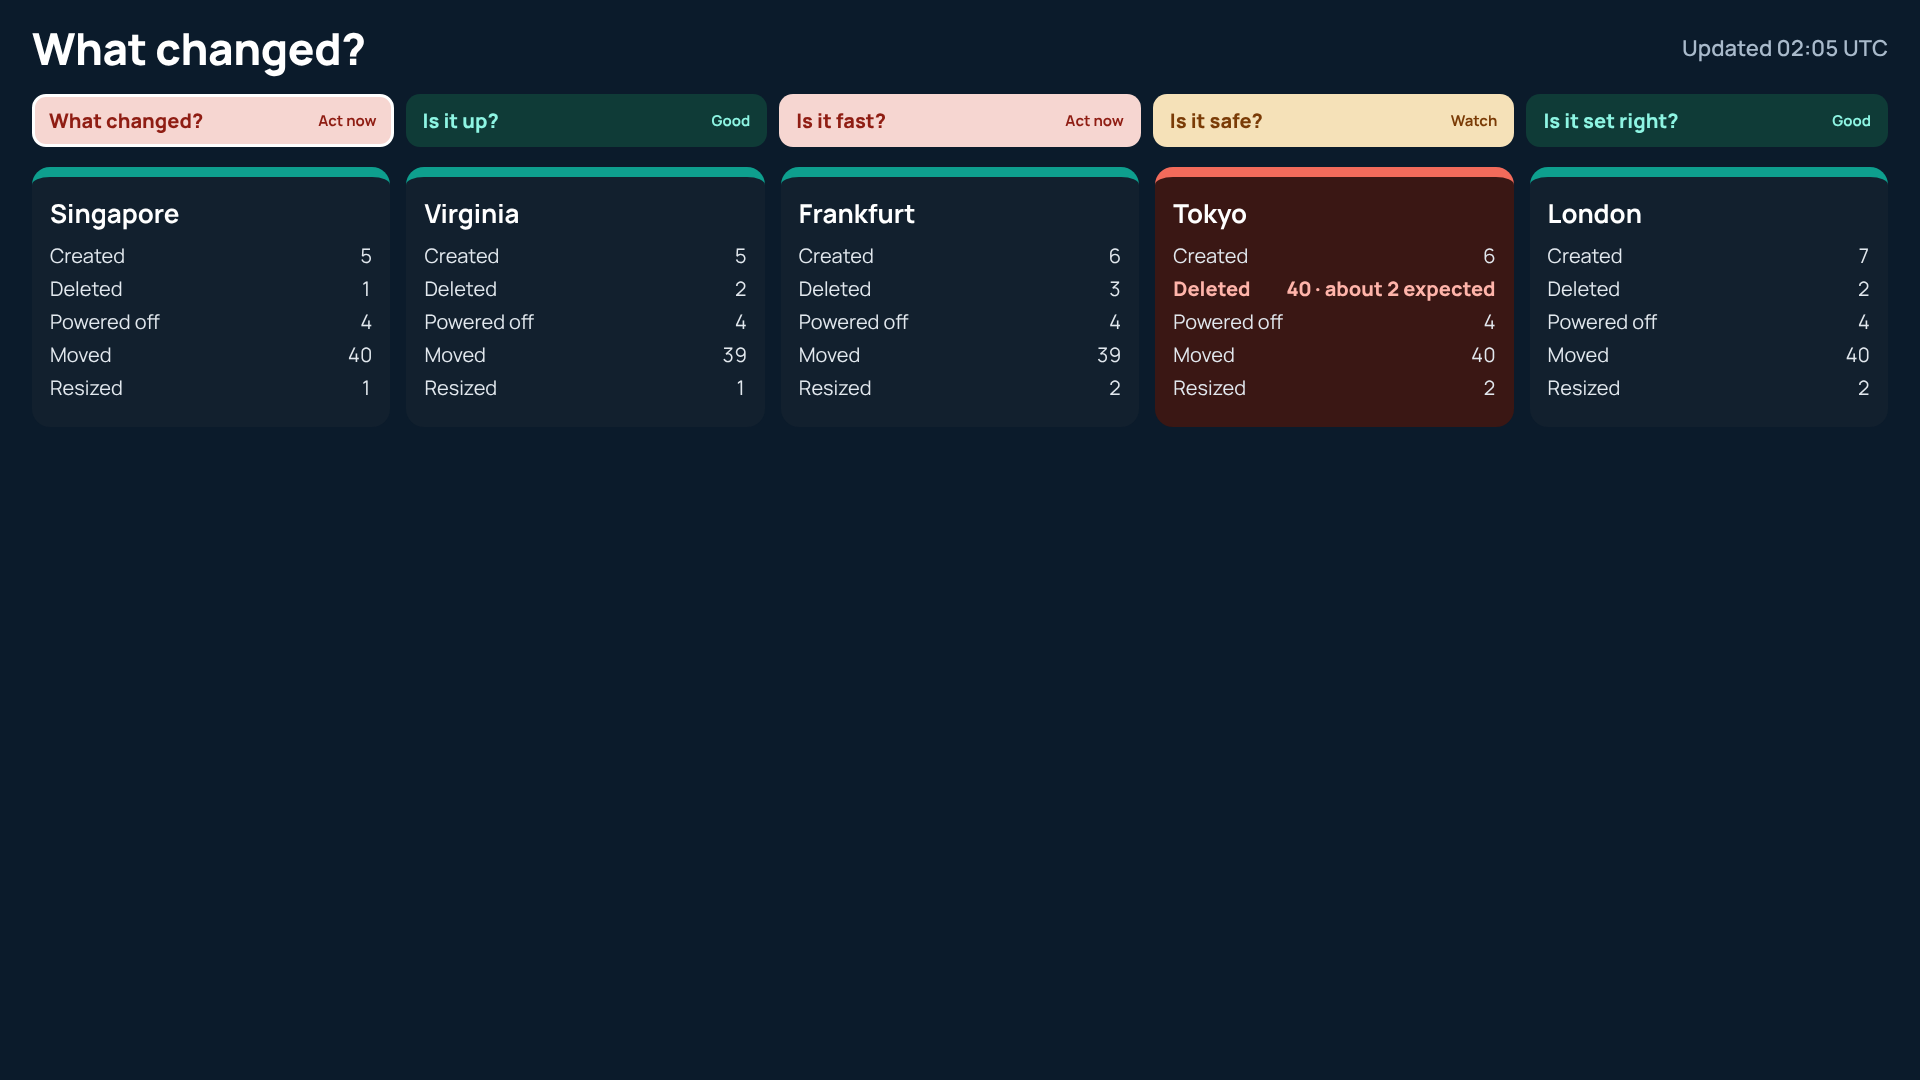 What changed?
Updated 02:05 UTC
What changed? Act now
Is it up? Good
Is it fast? Act now
Is it safe? Watch
Is it set right? Good
Singapore
Created 5
Deleted 1
Powered off 4
Moved 40
Resized 1
Virginia
Created 5
Deleted 2
Powered off 4
Moved 39
Resized 1
Frankfurt
Created 6
Deleted 3
Powered off 4
Moved 39
Resized 2
Tokyo
Created 6
Deleted 40 · about 2 expected
Powered off 4
Moved 40
Resized 2
London
Created 7
Deleted 2
Powered off 4
Moved 40
Resized 2